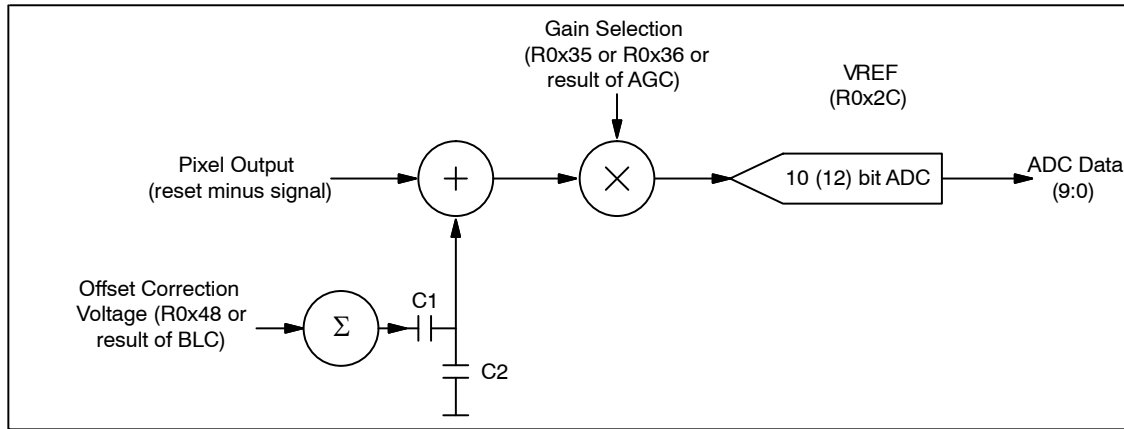 Gain Selection
(R0x35 or R0x36 or
result of AGC)
VREF
(R0x2C)
Pixel Output
(reset minus signal)
+
×
10 (12) bit ADC
ADC Data
(9:0)
Offset Correction
Voltage (R0x48 or
result of BLC)
Σ
C1
C2